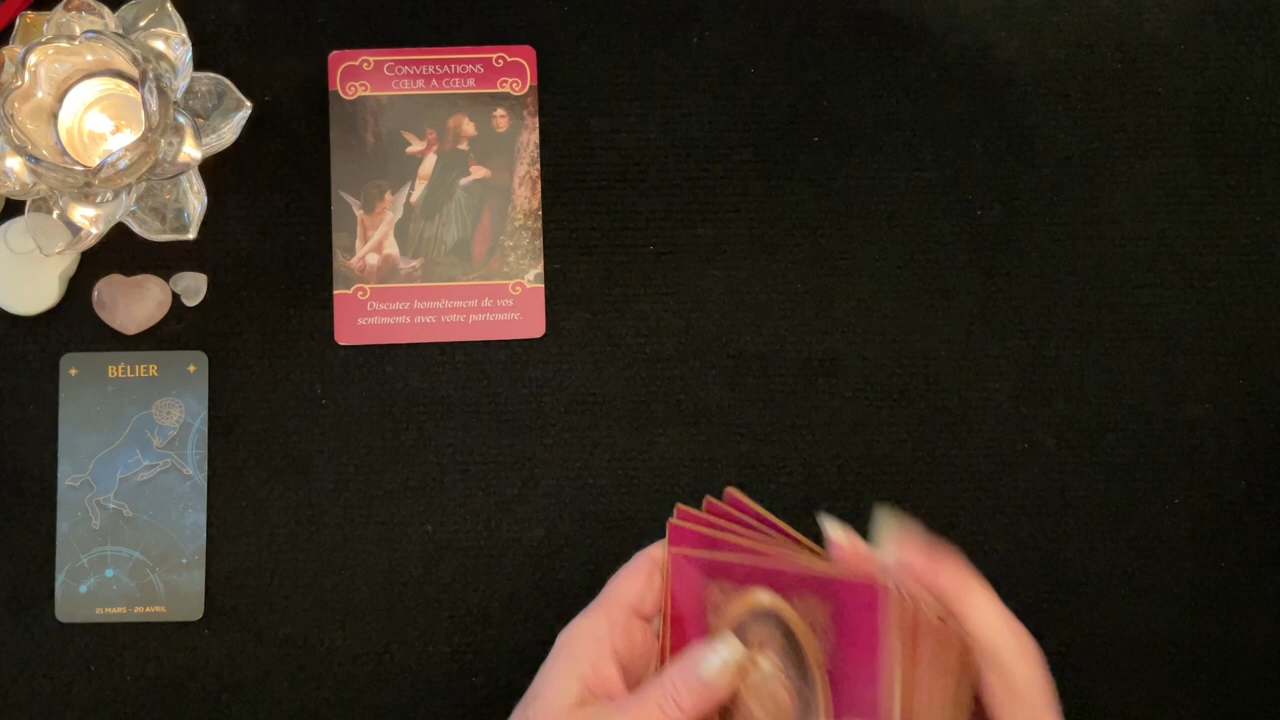 CONVERSATIONS
CŒUR À CŒUR
Discutez honnêtement de vos
sentiments avec votre partenaire.
BÉLIER
21 MARS - 20 AVRIL